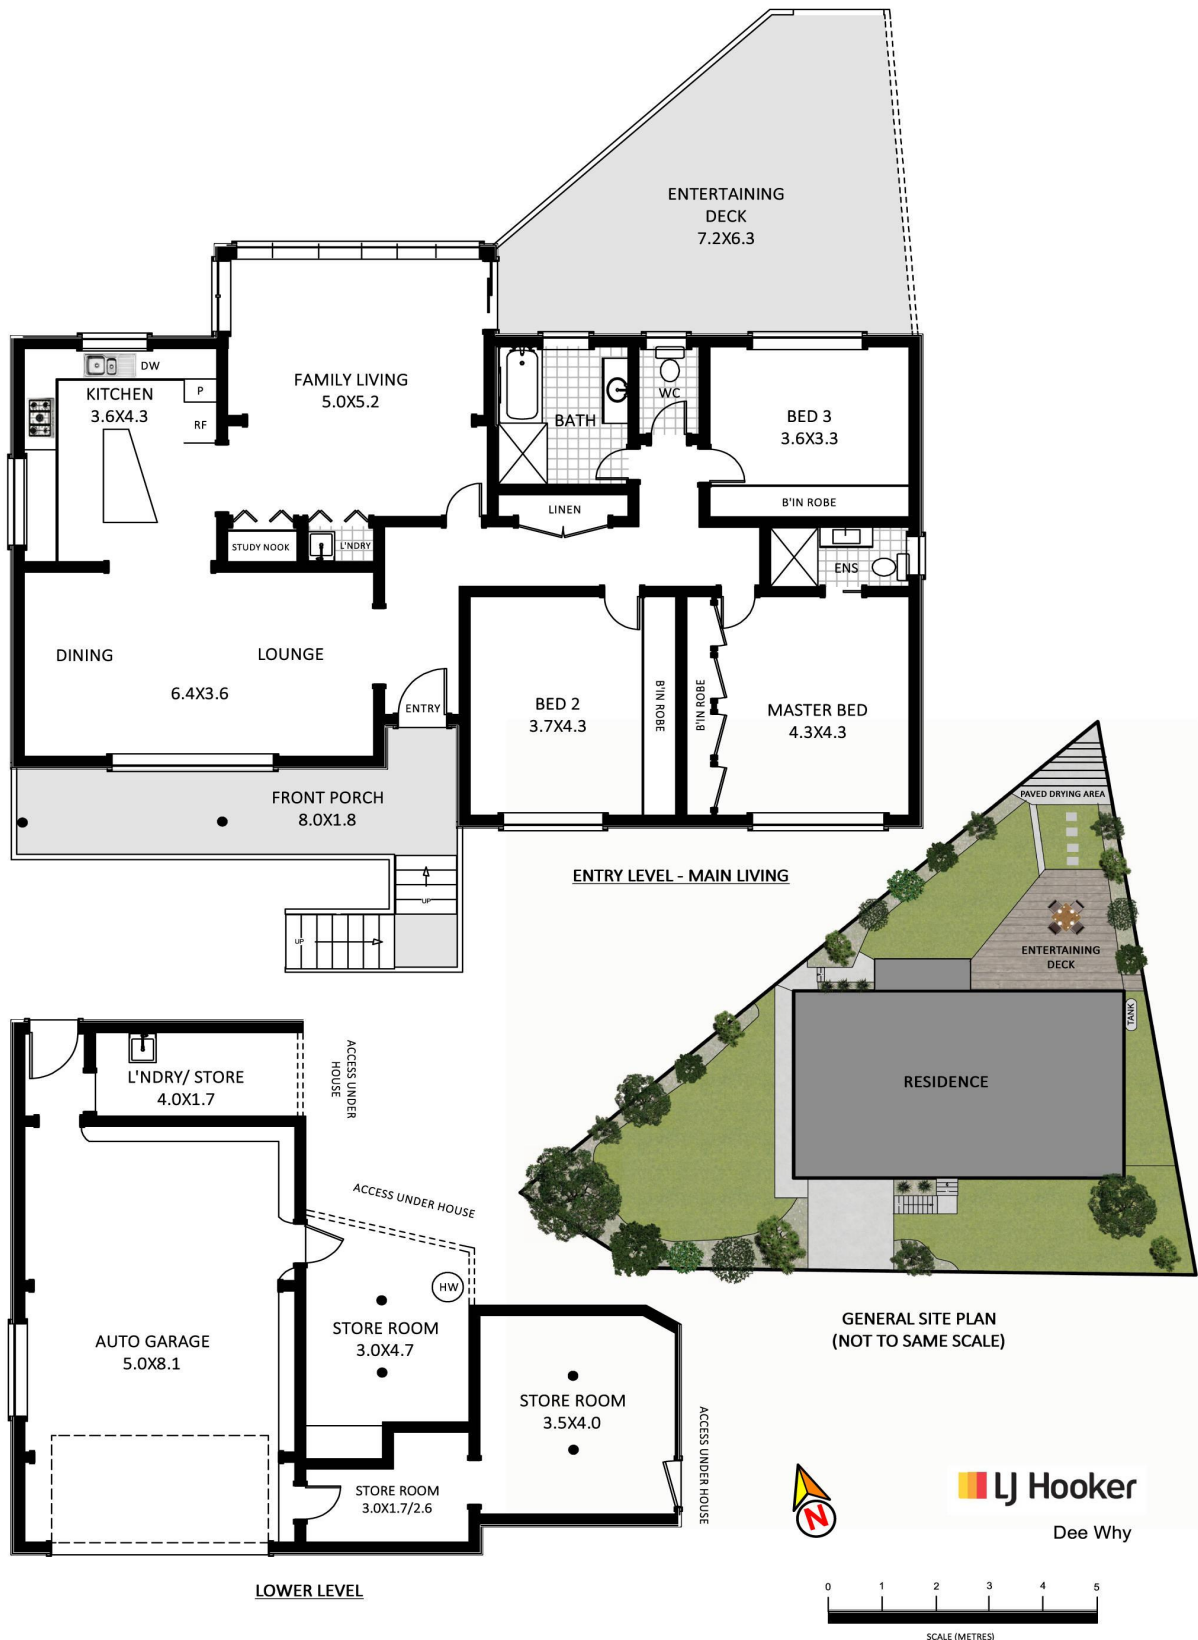 ENTERTAINING
DECK
7.2X6.3
DW
KITCHEN
3.6X4.3
P
RF
FAMILY LIVING
5.0X5.2
BATH
WC
BED 3
3.6X3.3
B'IN ROBE
LINEN
STUDY NOOK
L'NDRY
ENS
DINING
LOUNGE
6.4X3.6
ENTRY
BED 2
3.7X4.3
B'IN ROBE
B'IN ROBE
MASTER BED
4.3X4.3
FRONT PORCH
8.0X1.8
UP
UP
ENTRY LEVEL - MAIN LIVING
PAVED DRYING AREA
ENTERTAINING
DECK
TANK
RESIDENCE
GENERAL SITE PLAN
(NOT TO SAME SCALE)
L'NDRY/ STORE
4.0X1.7
ACCESS UNDER
HOUSE
ACCESS UNDER HOUSE
HW
STORE ROOM
3.0X4.7
AUTO GARAGE
5.0X8.1
STORE ROOM
3.5X4.0
ACCESS UNDER HOUSE
STORE ROOM
3.0X1.7/2.6
LOWER LEVEL
N
LJ Hooker
Dee Why
0 1 2 3 4 5
SCALE (METRES)